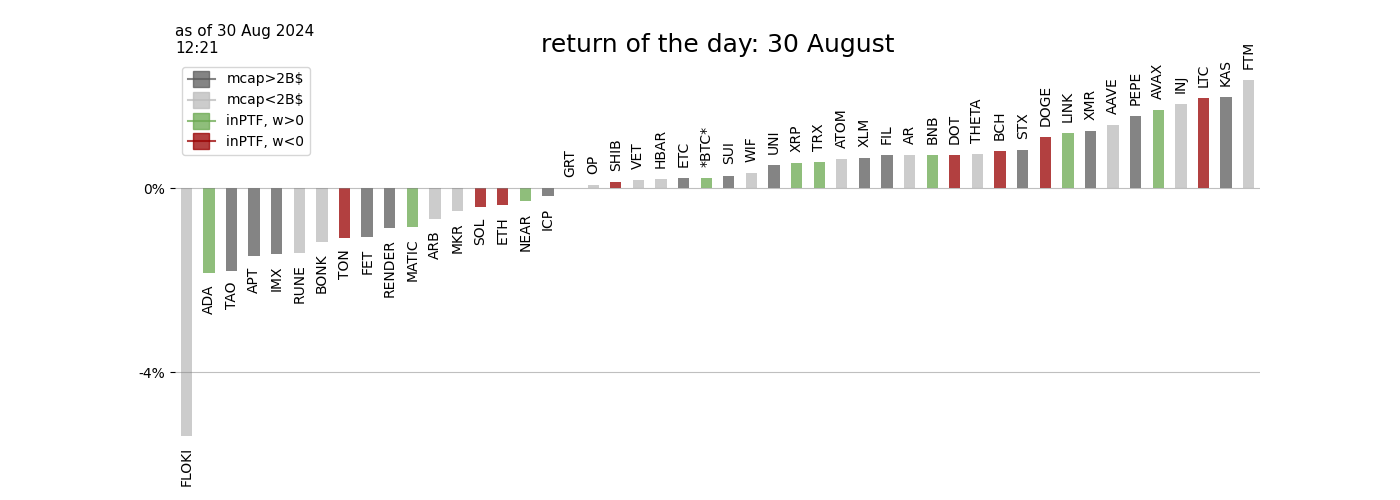 as of 30 Aug 2024
12:21
return of the day: 30 August
mcap>2B$
mcap<2B$
inPTF, w>0
inPTF, w<0
0%
-4%
FLOKI
ADA
TAO
APT
IMX
RUNE
BONK
TON
FET
RENDER
MATIC
ARB
MKR
SOL
ETH
NEAR
ICP
GRT
OP
SHIB
VET
HBAR
ETC
*BTC*
SUI
WIF
UNI
XRP
TRX
ATOM
XLM
FIL
AR
BNB
DOT
THETA
BCH
STX
DOGE
LINK
XMR
AAVE
PEPE
AVAX
INJ
LTC
KAS
FTM